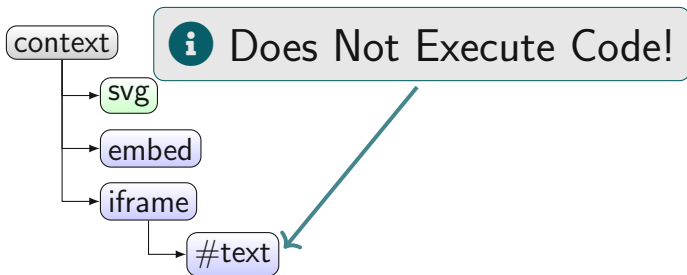 context
Does Not Execute Code!
svg
embed
iframe
#text